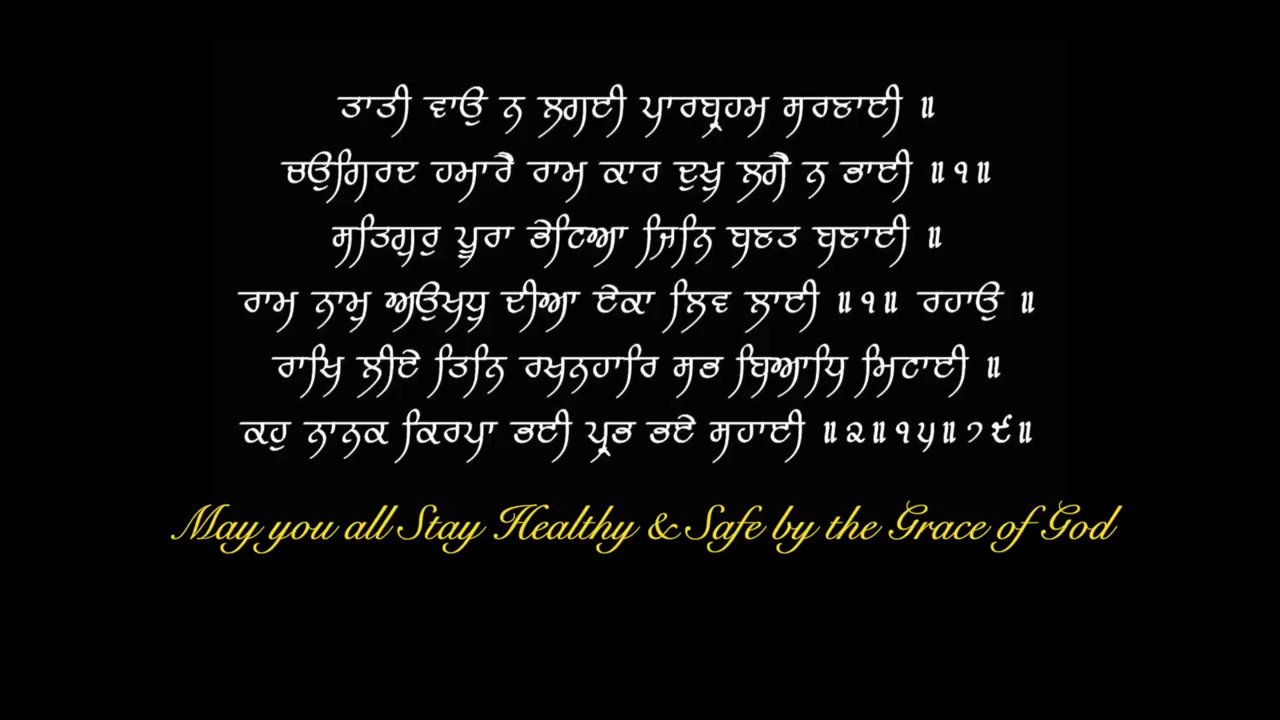 ਤਾਤੀ ਵਾਉ ਨ ਲਗਈ ਪਾਰਬ੍ਰਹਮ ਸਰਣਾਈ ॥
ਚਉਗਿਰਦ ਹਮਾਰੈ ਰਾਮ ਕਾਰ ਦੁਖੁ ਲਗੈ ਨ ਭਾਈ ॥੧॥
ਸਤਿਗੁਰੁ ਪੂਰਾ ਭੇਟਿਆ ਜਿਨਿ ਬਣਤ ਬਣਾਈ ॥
ਰਾਮ ਨਾਮੁ ਅਉਖਧੁ ਦੀਆ ਏਕਾ ਲਿਵ ਲਾਈ ॥੧॥ ਰਹਾਉ ॥
ਰਾਖਿ ਲੀਏ ਤਿਨਿ ਰਖਨਹਾਰਿ ਸਭ ਬਿਆਧਿ ਮਿਟਾਈ ॥
ਕਹੁ ਨਾਨਕ ਕਿਰਪਾ ਭਈ ਪ੍ਰਭ ਭਏ ਸਹਾਈ ॥੨॥੧੫॥੭੯॥
May you all Stay Healthy & Safe by the Grace of God